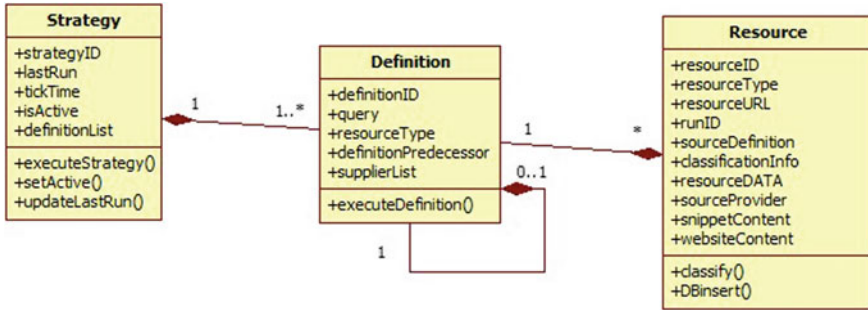 Strategy
+strategyID
+lastRun
+tickTime
+isActive
+definitionList
+executeStrategy()
+setActive()
+updateLastRun()
1
1..*
Definition
+definitionID
+query
+resourceType
+definitionPredecessor
+supplierList
+executeDefinition()
0..1
1
1
*
Resource
+resourceID
+resourceType
+resourceURL
+runID
+sourceDefinition
+classificationInfo
+resourceDATA
+sourceProvider
+snippetContent
+websiteContent
+classify()
+DBinsert()